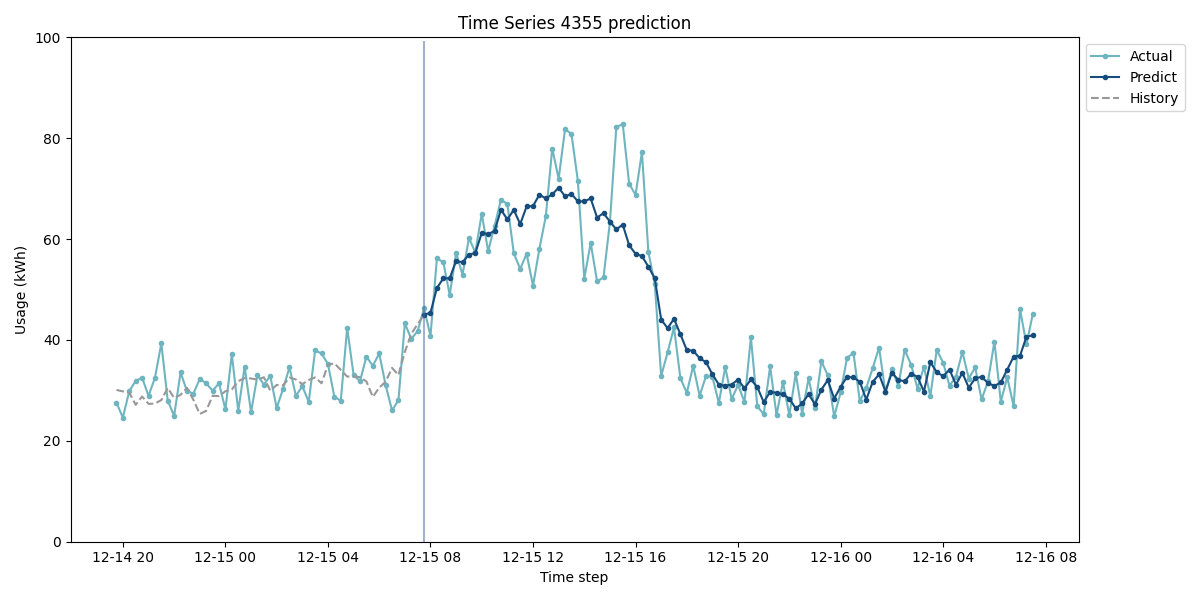 Time Series 4355 prediction
100
80
60
40
20
0
Usage (kWh)
12-14 20
12-15 00
12-15 04
12-15 08
12-15 12
12-15 16
12-15 20
12-16 00
12-16 04
12-16 08
Time step
Actual
Predict
History